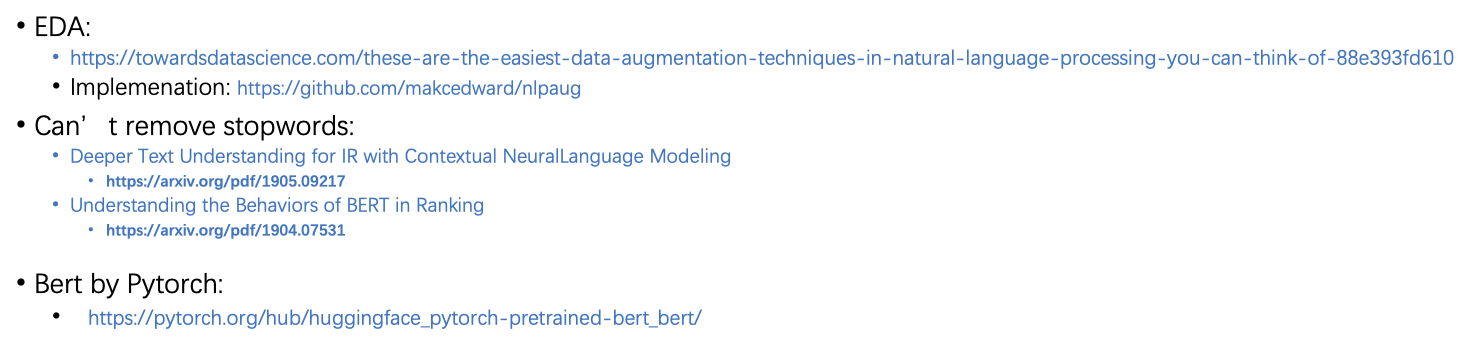 • EDA:
• https://towardsdatascience.com/these-are-the-easiest-data-augmentation-techniques-in-natural-language-processing-you-can-think-of-88e393fd610
• Implemenation: https://github.com/makcedward/nlpaug
• Can’ t remove stopwords:
• Deeper Text Understanding for IR with Contextual NeuralLanguage Modeling
• https://arxiv.org/pdf/1905.09217
• Understanding the Behaviors of BERT in Ranking
• https://arxiv.org/pdf/1904.07531
• Bert by Pytorch:
• https://pytorch.org/hub/huggingface_pytorch-pretrained-bert_bert/